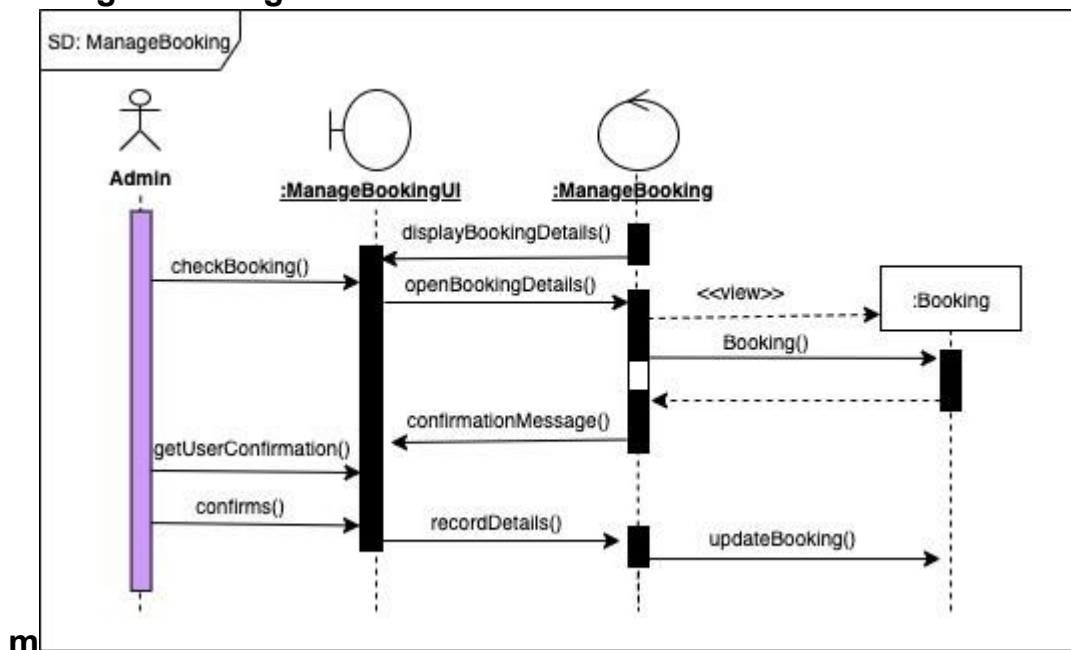 SD: ManageBooking
Admin
:ManageBookingUI
:ManageBooking
displayBookingDetails()
checkBooking()
openBookingDetails()
<<view>>
:Booking
Booking()
confirmationMessage()
getUserConfirmation()
confirms()
recordDetails()
updateBooking()
m